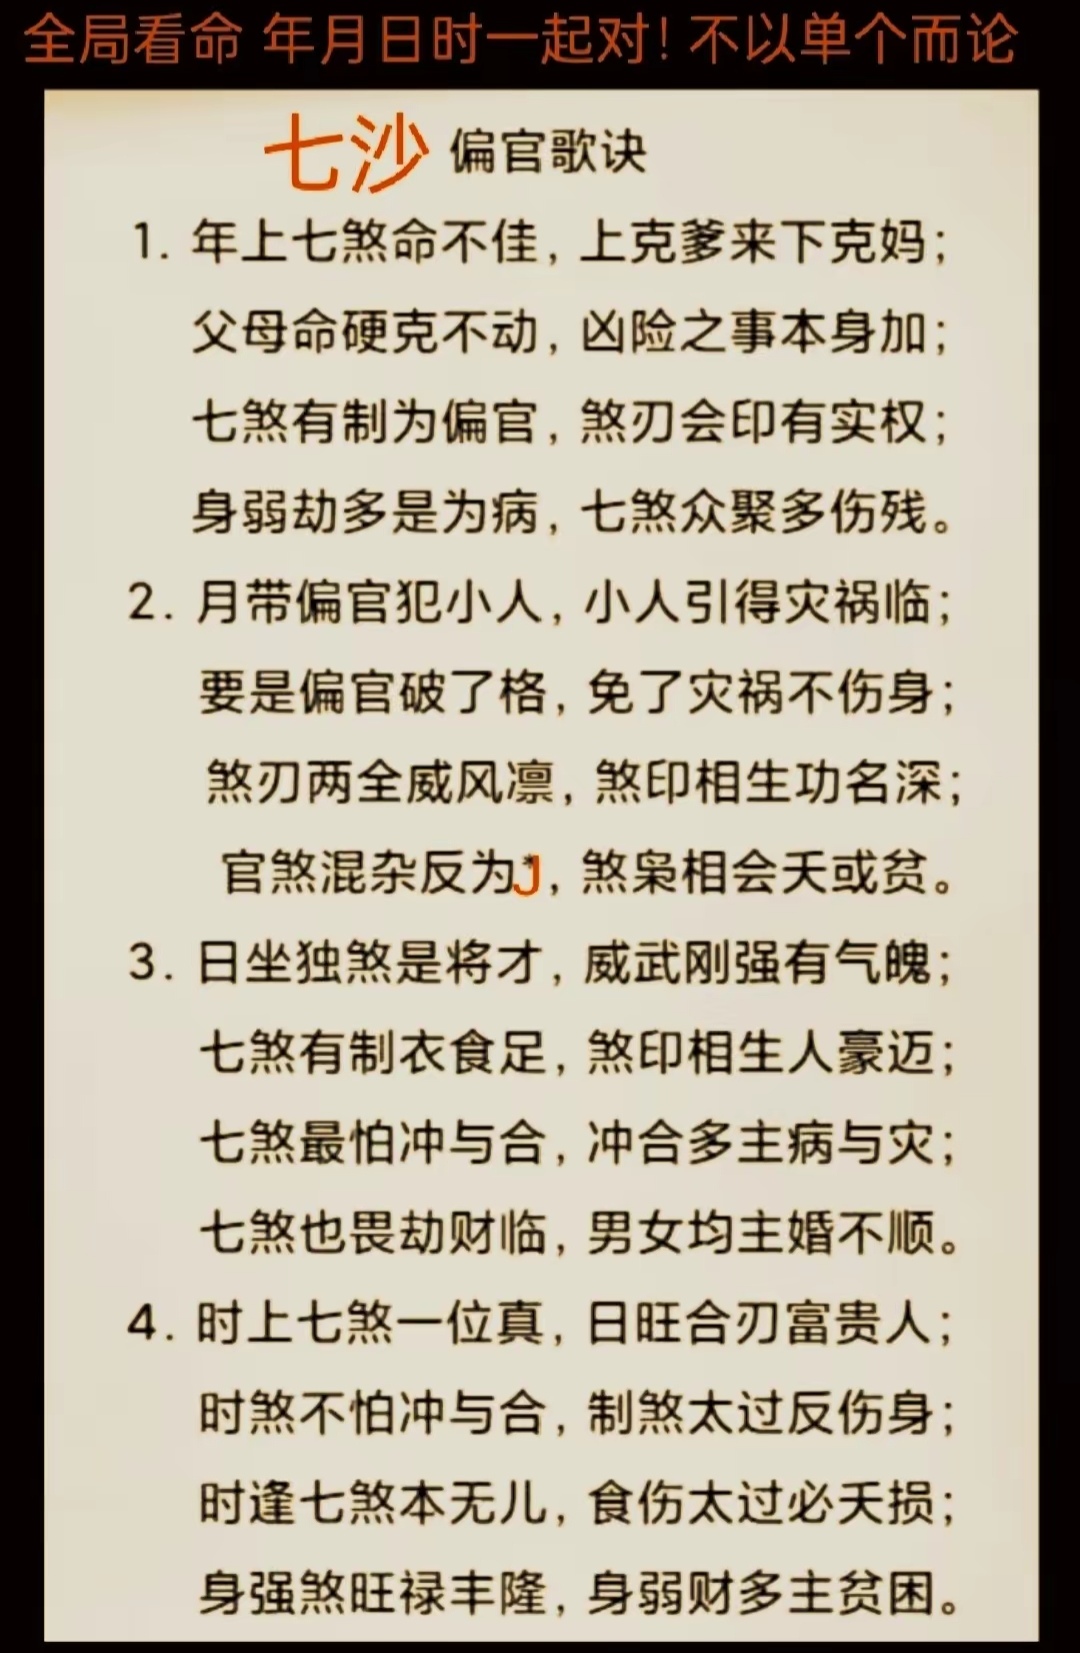 全局看命 年月日时一起对！不以单个而论
七沙 偏官歌诀
1. 年上七煞命不佳，上克爹来下克妈；
父母命硬克不动，凶险之事本身加；
七煞有制为偏官，煞刃会印有实权；
身弱劫多是为病，七煞众聚多伤残。
2. 月带偏官犯小人，小人引得灾祸临；
要是偏官破了格，免了灾祸不伤身；
煞刃两全威风凛，煞印相生功名深；
官煞混杂反为J，煞枭相会夭或贫。
3. 日坐独煞是将才，威武刚强有气魄；
七煞有制衣食足，煞印相生人豪迈；
七煞最怕冲与合，冲合多主病与灾；
七煞也畏劫财临，男女均主婚不顺。
4. 时上七煞一位真，日旺合刃富贵人；
时煞不怕冲与合，制煞太过反伤身；
时逢七煞本无儿，食伤太过必夭损；
身强煞旺禄丰隆，身弱财多主贫困。